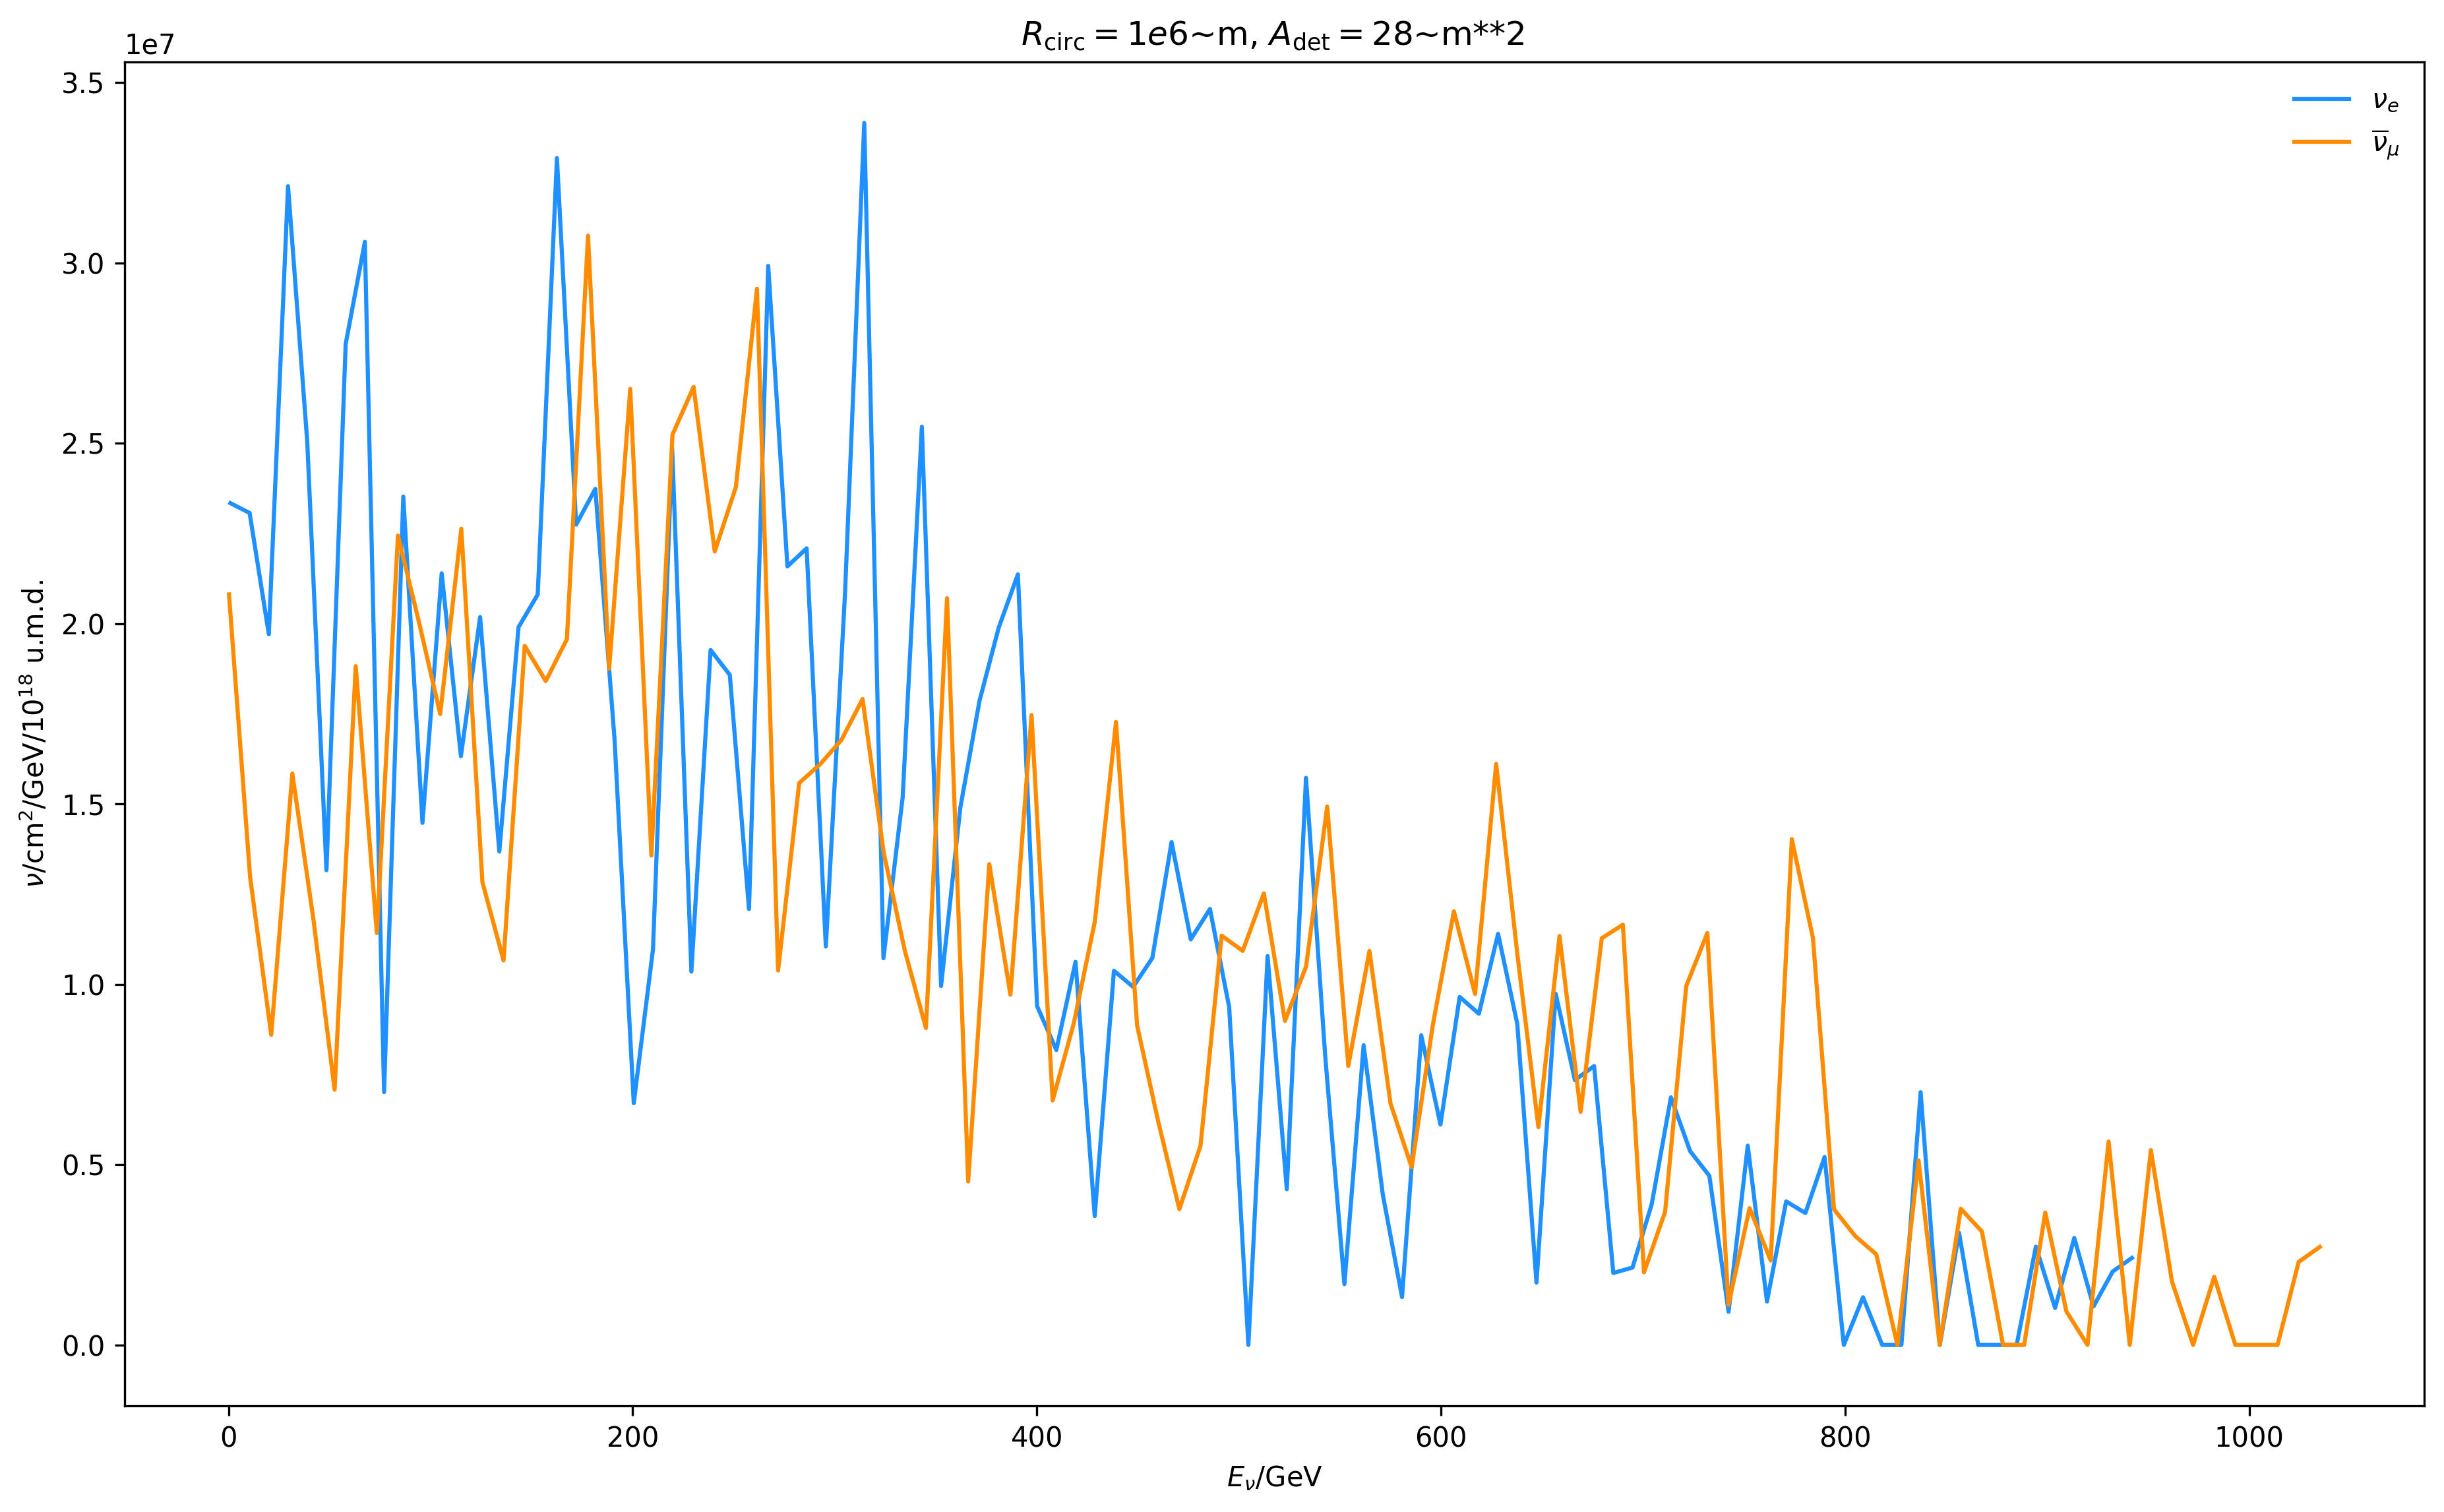 R_circ = 1e6~m, A_det = 28~m**2
1e7
ν_e
ν̅_μ
3.5
3.0
2.5
2.0
1.5
1.0
0.5
0.0
ν/cm²/GeV/10¹⁸ u.m.d.
0 200 400 600 800 1000
E_ν/GeV